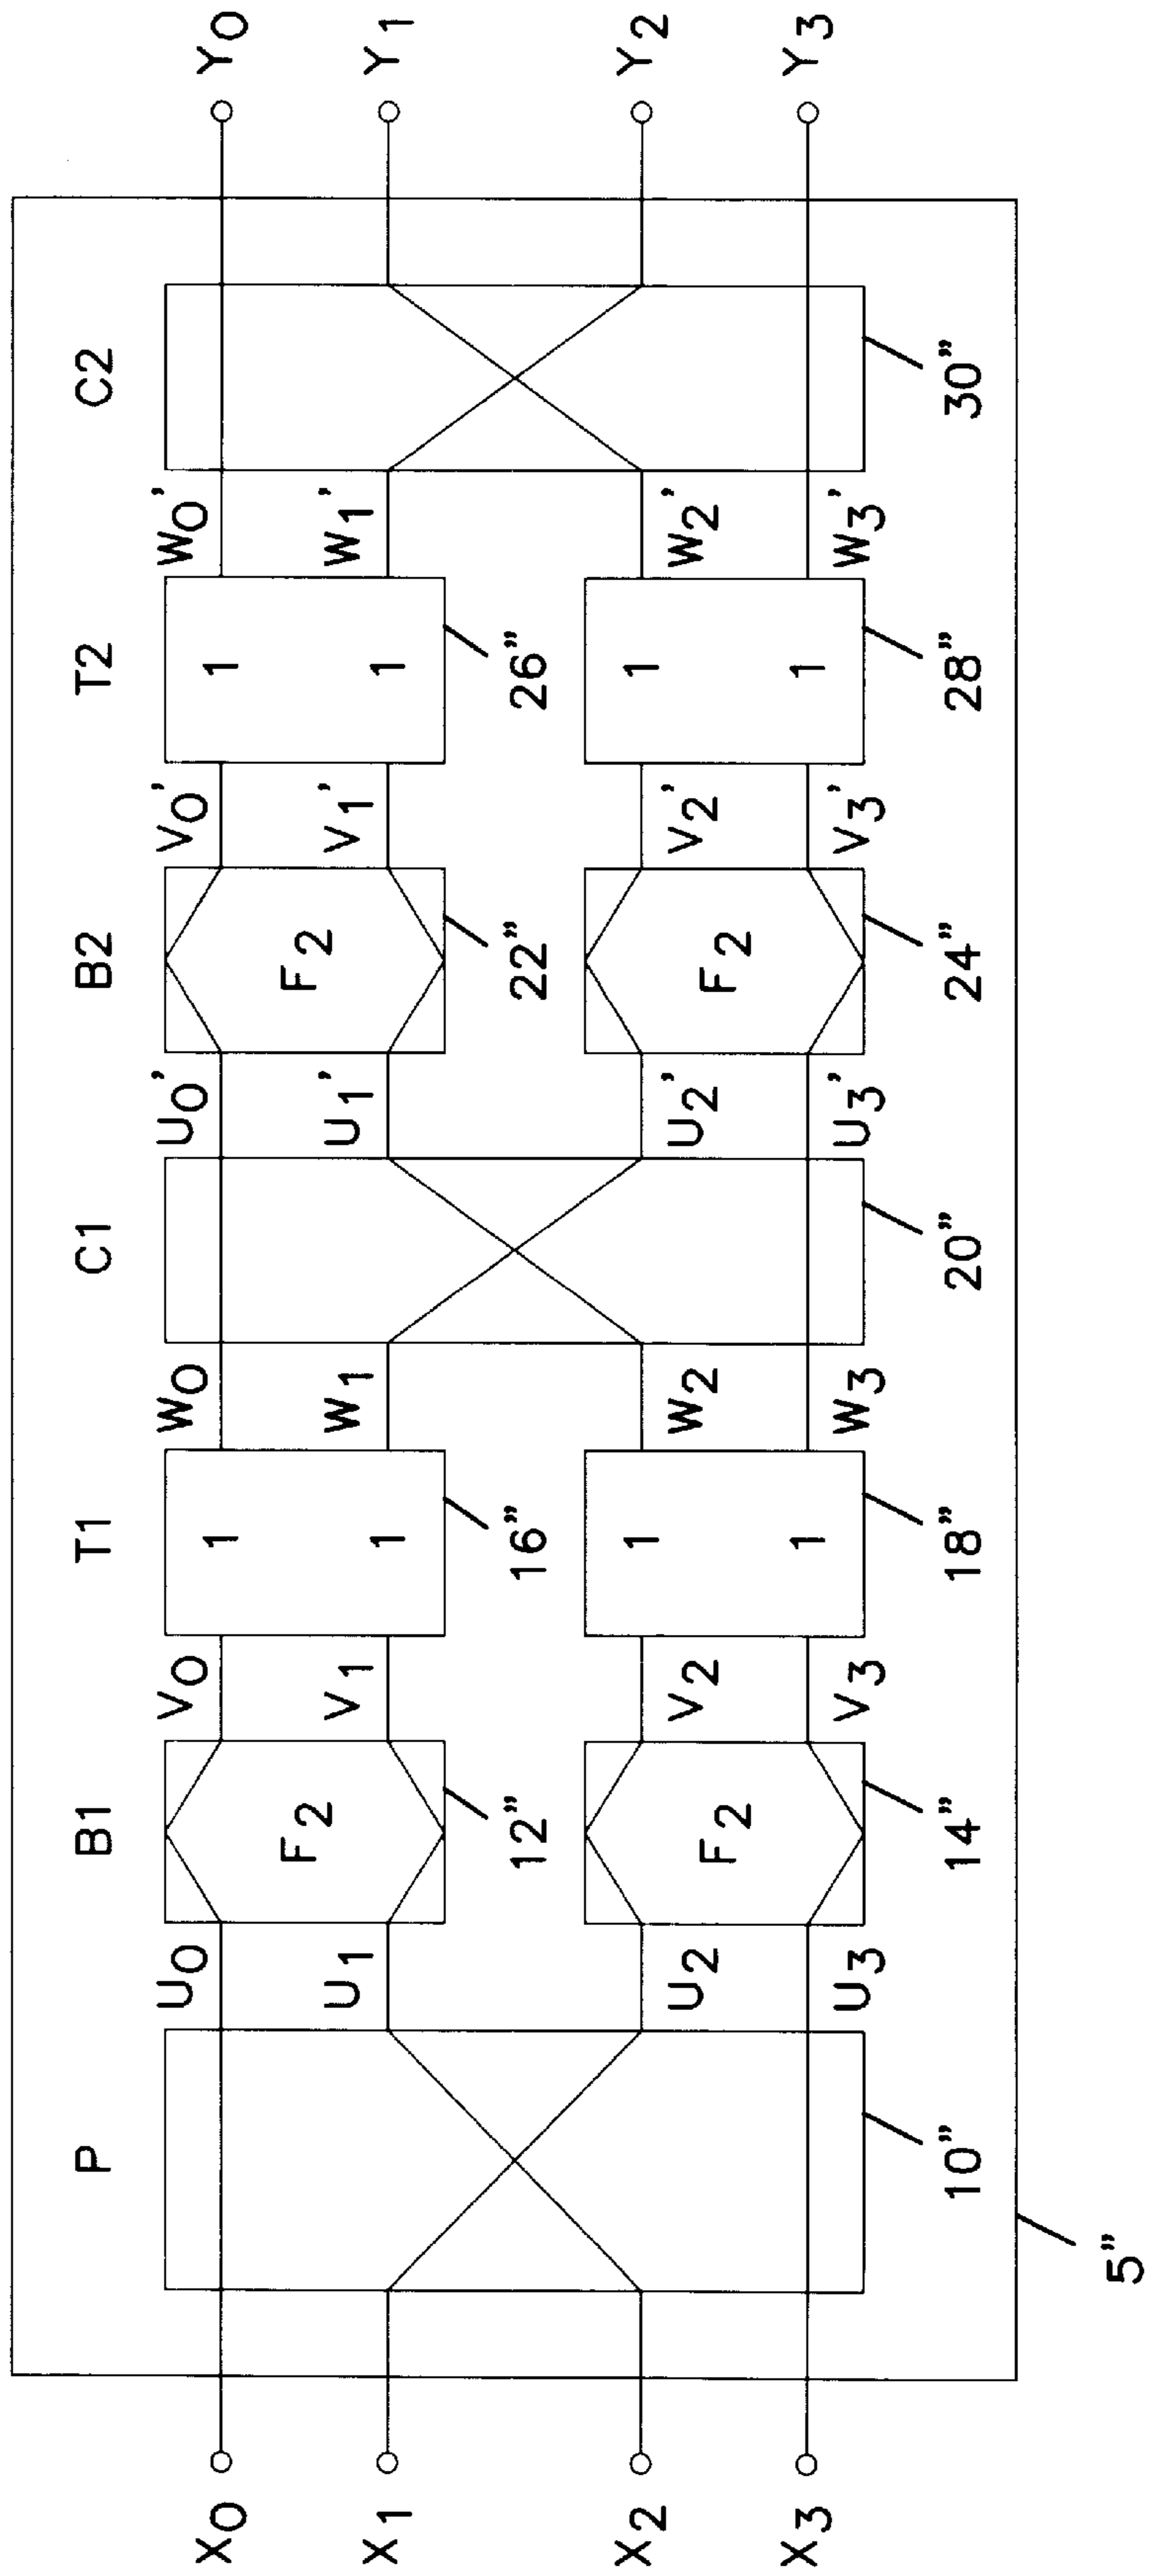 P B1 T1 C1 B2 T2 C2
X0 U0 V0 W0 U0' V0' W0' Y0
F2 1 F2 1
X1 U1 V1 W1 U1' V1' W1' Y1
1 1
12" 16" 22" 26"
X2 U2 V2 W2 U2' V2' W2' Y2
F2 1 F2 1
X3 U3 V3 W3 U3' V3' W3' Y3
1 1
10" 14" 18" 20" 24" 28" 30"
5"